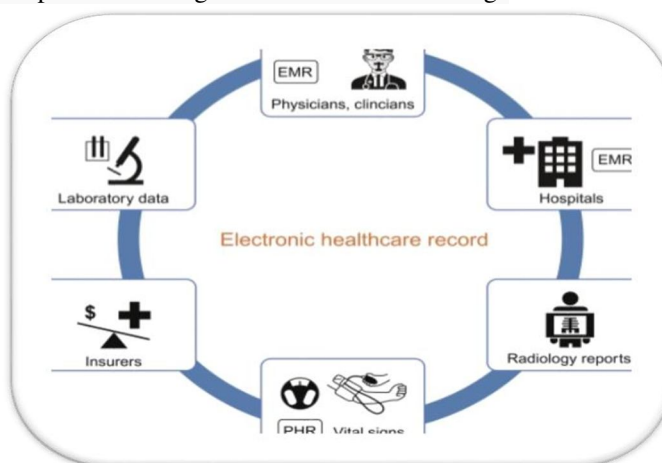 EMR
Physicians, clincians
EMR
Hospitals
Laboratory data
Electronic healthcare record
$
Insurers
Radiology reports
PHR Vital signs